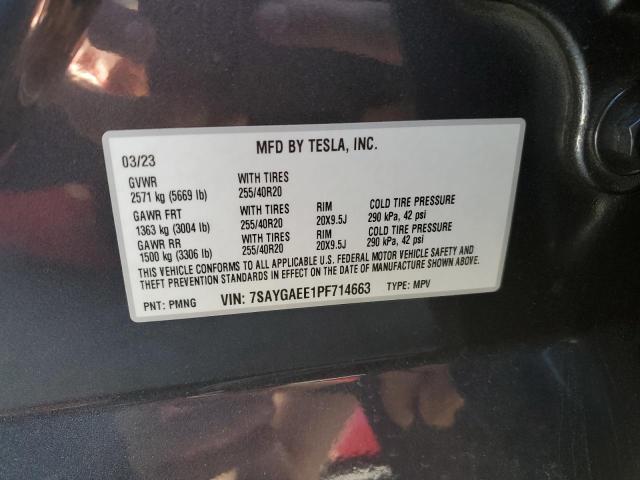 MFD BY TESLA, INC.
03/23
GVWR WITH TIRES
2571 kg (5669 lb) 255/40R20
GAWR FRT WITH TIRES RIM COLD TIRE PRESSURE
1363 kg (3004 lb) 255/40R20 20X9.5J 290 kPa, 42 psi
GAWR RR WITH TIRES RIM COLD TIRE PRESSURE
1500 kg (3306 lb) 255/40R20 20X9.5J 290 kPa, 42 psi
THIS VEHICLE CONFORMS TO ALL APPLICABLE U.S. FEDERAL MOTOR VEHICLE SAFETY AND
THEFT PREVENTION STANDARDS IN EFFECT ON THE DATE OF MANUFACTURE SHOWN ABOVE.
PNT: PMNG VIN: 7SAYGAEE1PF714663 TYPE: MPV